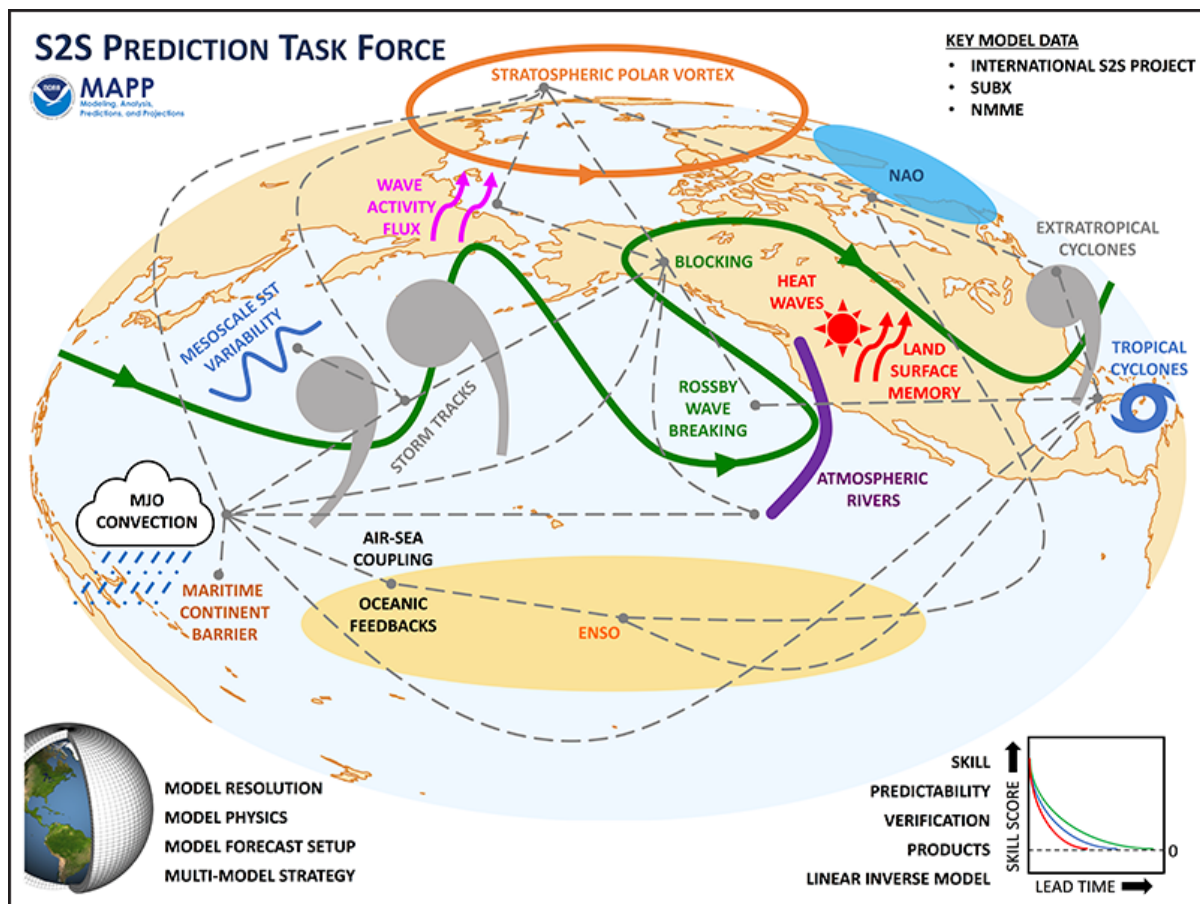 S2S PREDICTION TASK FORCE
NOAA
MAPP
Modeling, Analysis,
Predictions, and Projections
KEY MODEL DATA
• INTERNATIONAL S2S PROJECT
• SUBX
• NMME
STRATOSPHERIC POLAR VORTEX
NAO
WAVE
ACTIVITY
FLUX
EXTRATROPICAL
CYCLONES
BLOCKING
HEAT
WAVES
MESOSCALE SST
VARIABILITY
LAND
SURFACE
MEMORY
TROPICAL
CYCLONES
ROSSBY
WAVE
BREAKING
STORM TRACKS
ATMOSPHERIC
RIVERS
MJO
CONVECTION
AIR-SEA
COUPLING
MARITIME
CONTINENT
BARRIER
OCEANIC
FEEDBACKS
ENSO
MODEL RESOLUTION
MODEL PHYSICS
MODEL FORECAST SETUP
MULTI-MODEL STRATEGY
SKILL
PREDICTABILITY
VERIFICATION
PRODUCTS
LINEAR INVERSE MODEL
SKILL SCORE
0
LEAD TIME